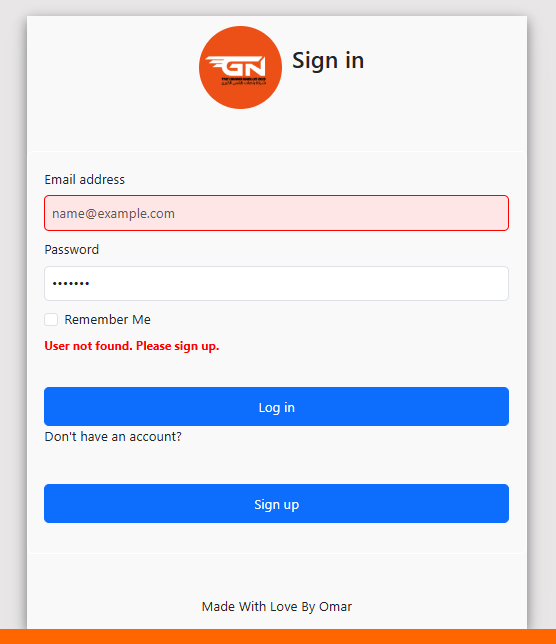 GN
Sign in
Email address
name@example.com
Password
•••••••
Remember Me
User not found. Please sign up.
Log in
Don't have an account?
Sign up
Made With Love By Omar